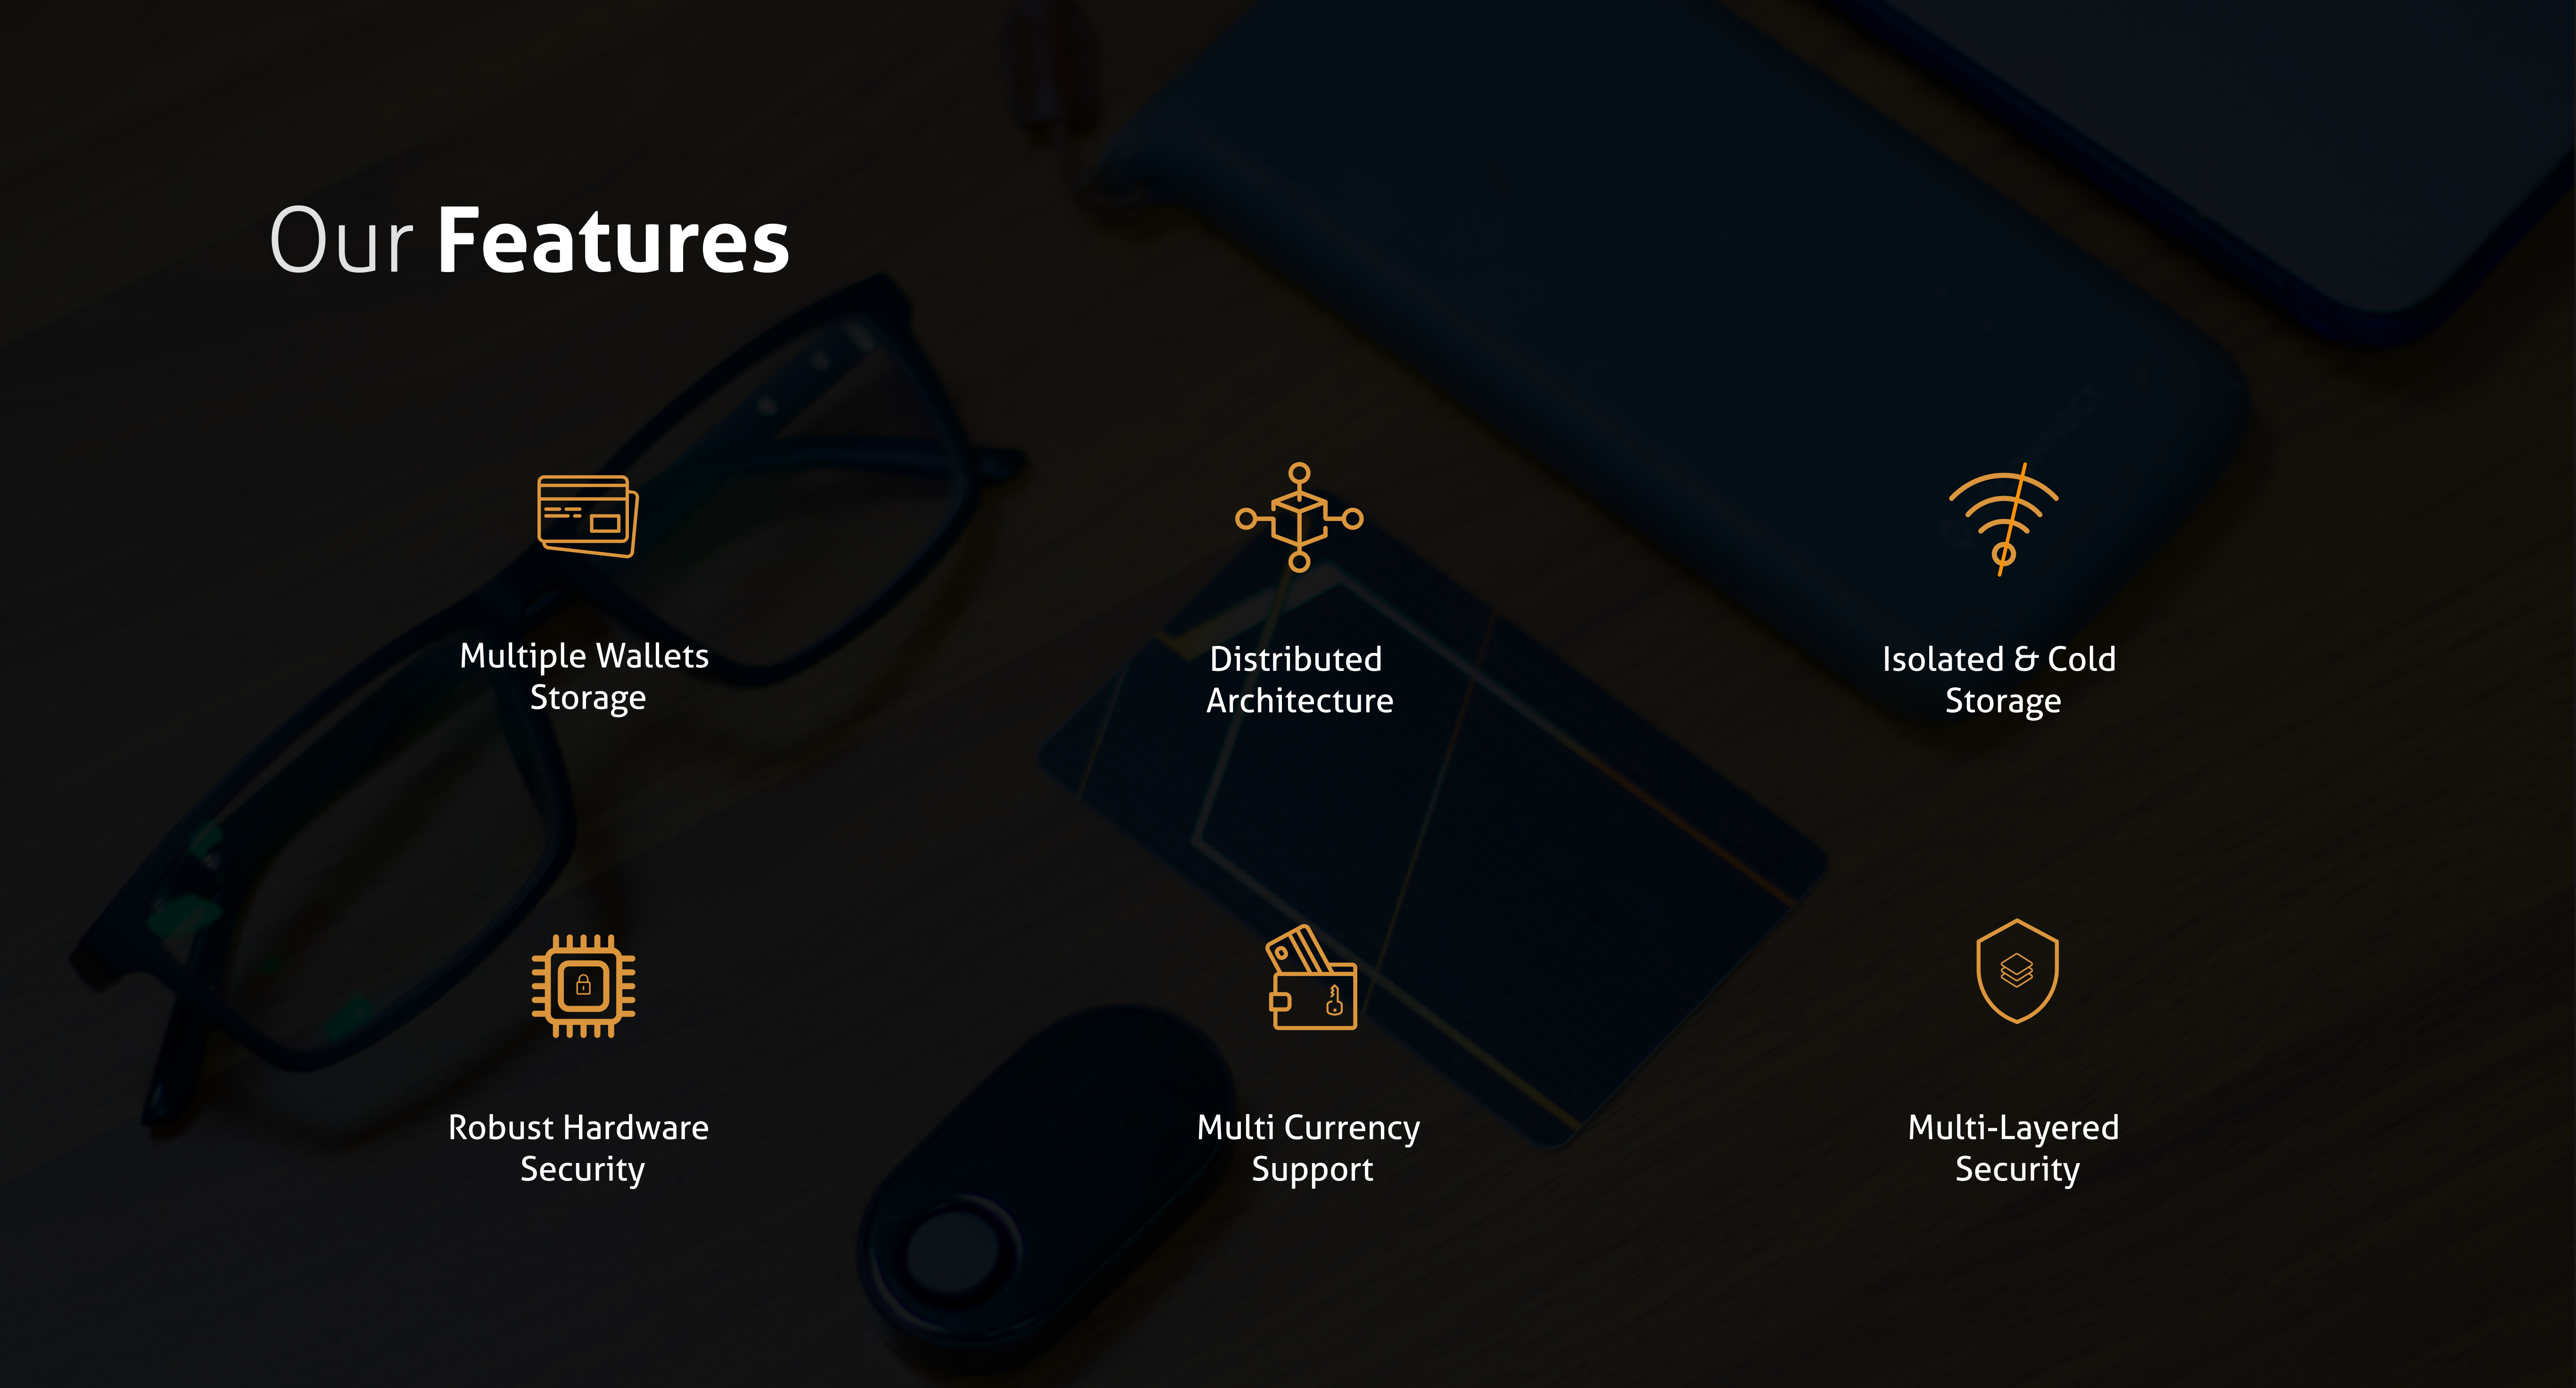 Our Features
Multiple Wallets
Storage
Distributed
Architecture
Isolated & Cold
Storage
Robust Hardware
Security
Multi Currency
Support
Multi-Layered
Security